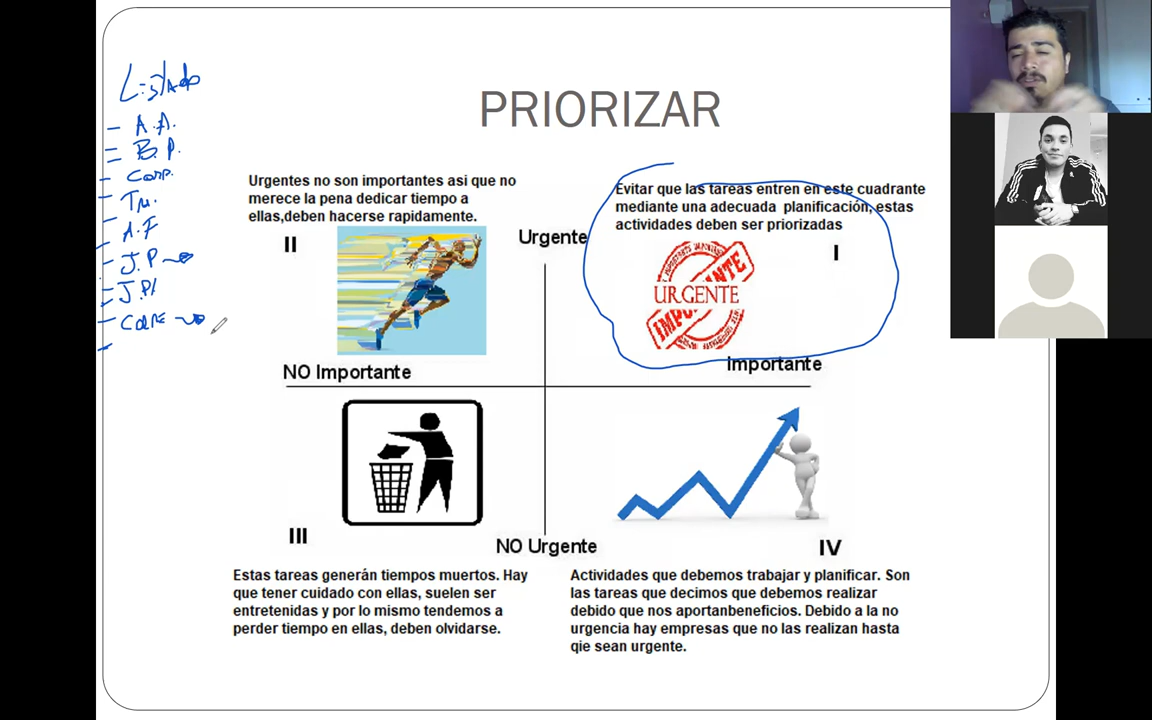 Listado
PRIORIZAR
- A.A.
- B.P.
- Corp.
- TM.
- A.F
- J.P
- J.Pl
Urgentes no son importantes asi que no
merece la pena dedicar tiempo a
ellas,deben hacerse rapidamente.
II
Urgente
Evitar que las tareas entren en este cuadrante
mediante una adecuada planificación, estas
actividades deben ser priorizadas
I
IMPORTANTE
URGENTE
NO Importante
Importante
III
NO Urgente
IV
Estas tareas generán tiempos muertos. Hay
que tener cuidado con ellas, suelen ser
entretenidas y por lo mismo tendemos a
perder tiempo en ellas, deben olvidarse.
Actividades que debemos trabajar y planificar. Son
las tareas que decimos que debemos realizar
debido que nos aportanbeneficios. Debido a la no
urgencia hay empresas que no las realizan hasta
qie sean urgente.